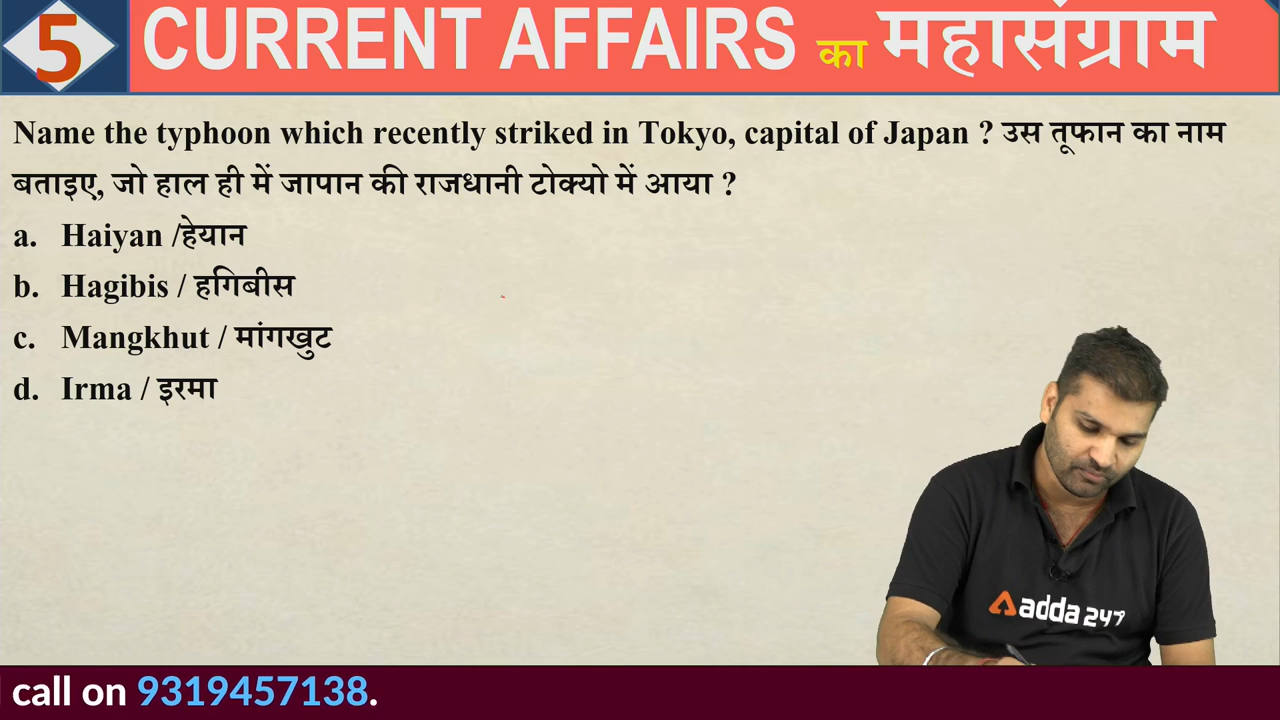 5 CURRENT AFFAIRS का महासंग्राम
Name the typhoon which recently striked in Tokyo, capital of Japan ? उस तूफान का नाम
बताइए, जो हाल ही में जापान की राजधानी टोक्यो में आया ?
a. Haiyan /हेयान
b. Hagibis / हगिबीस
c. Mangkhut / मांगखुट
d. Irma / इरमा
adda 247
call on 9319457138.